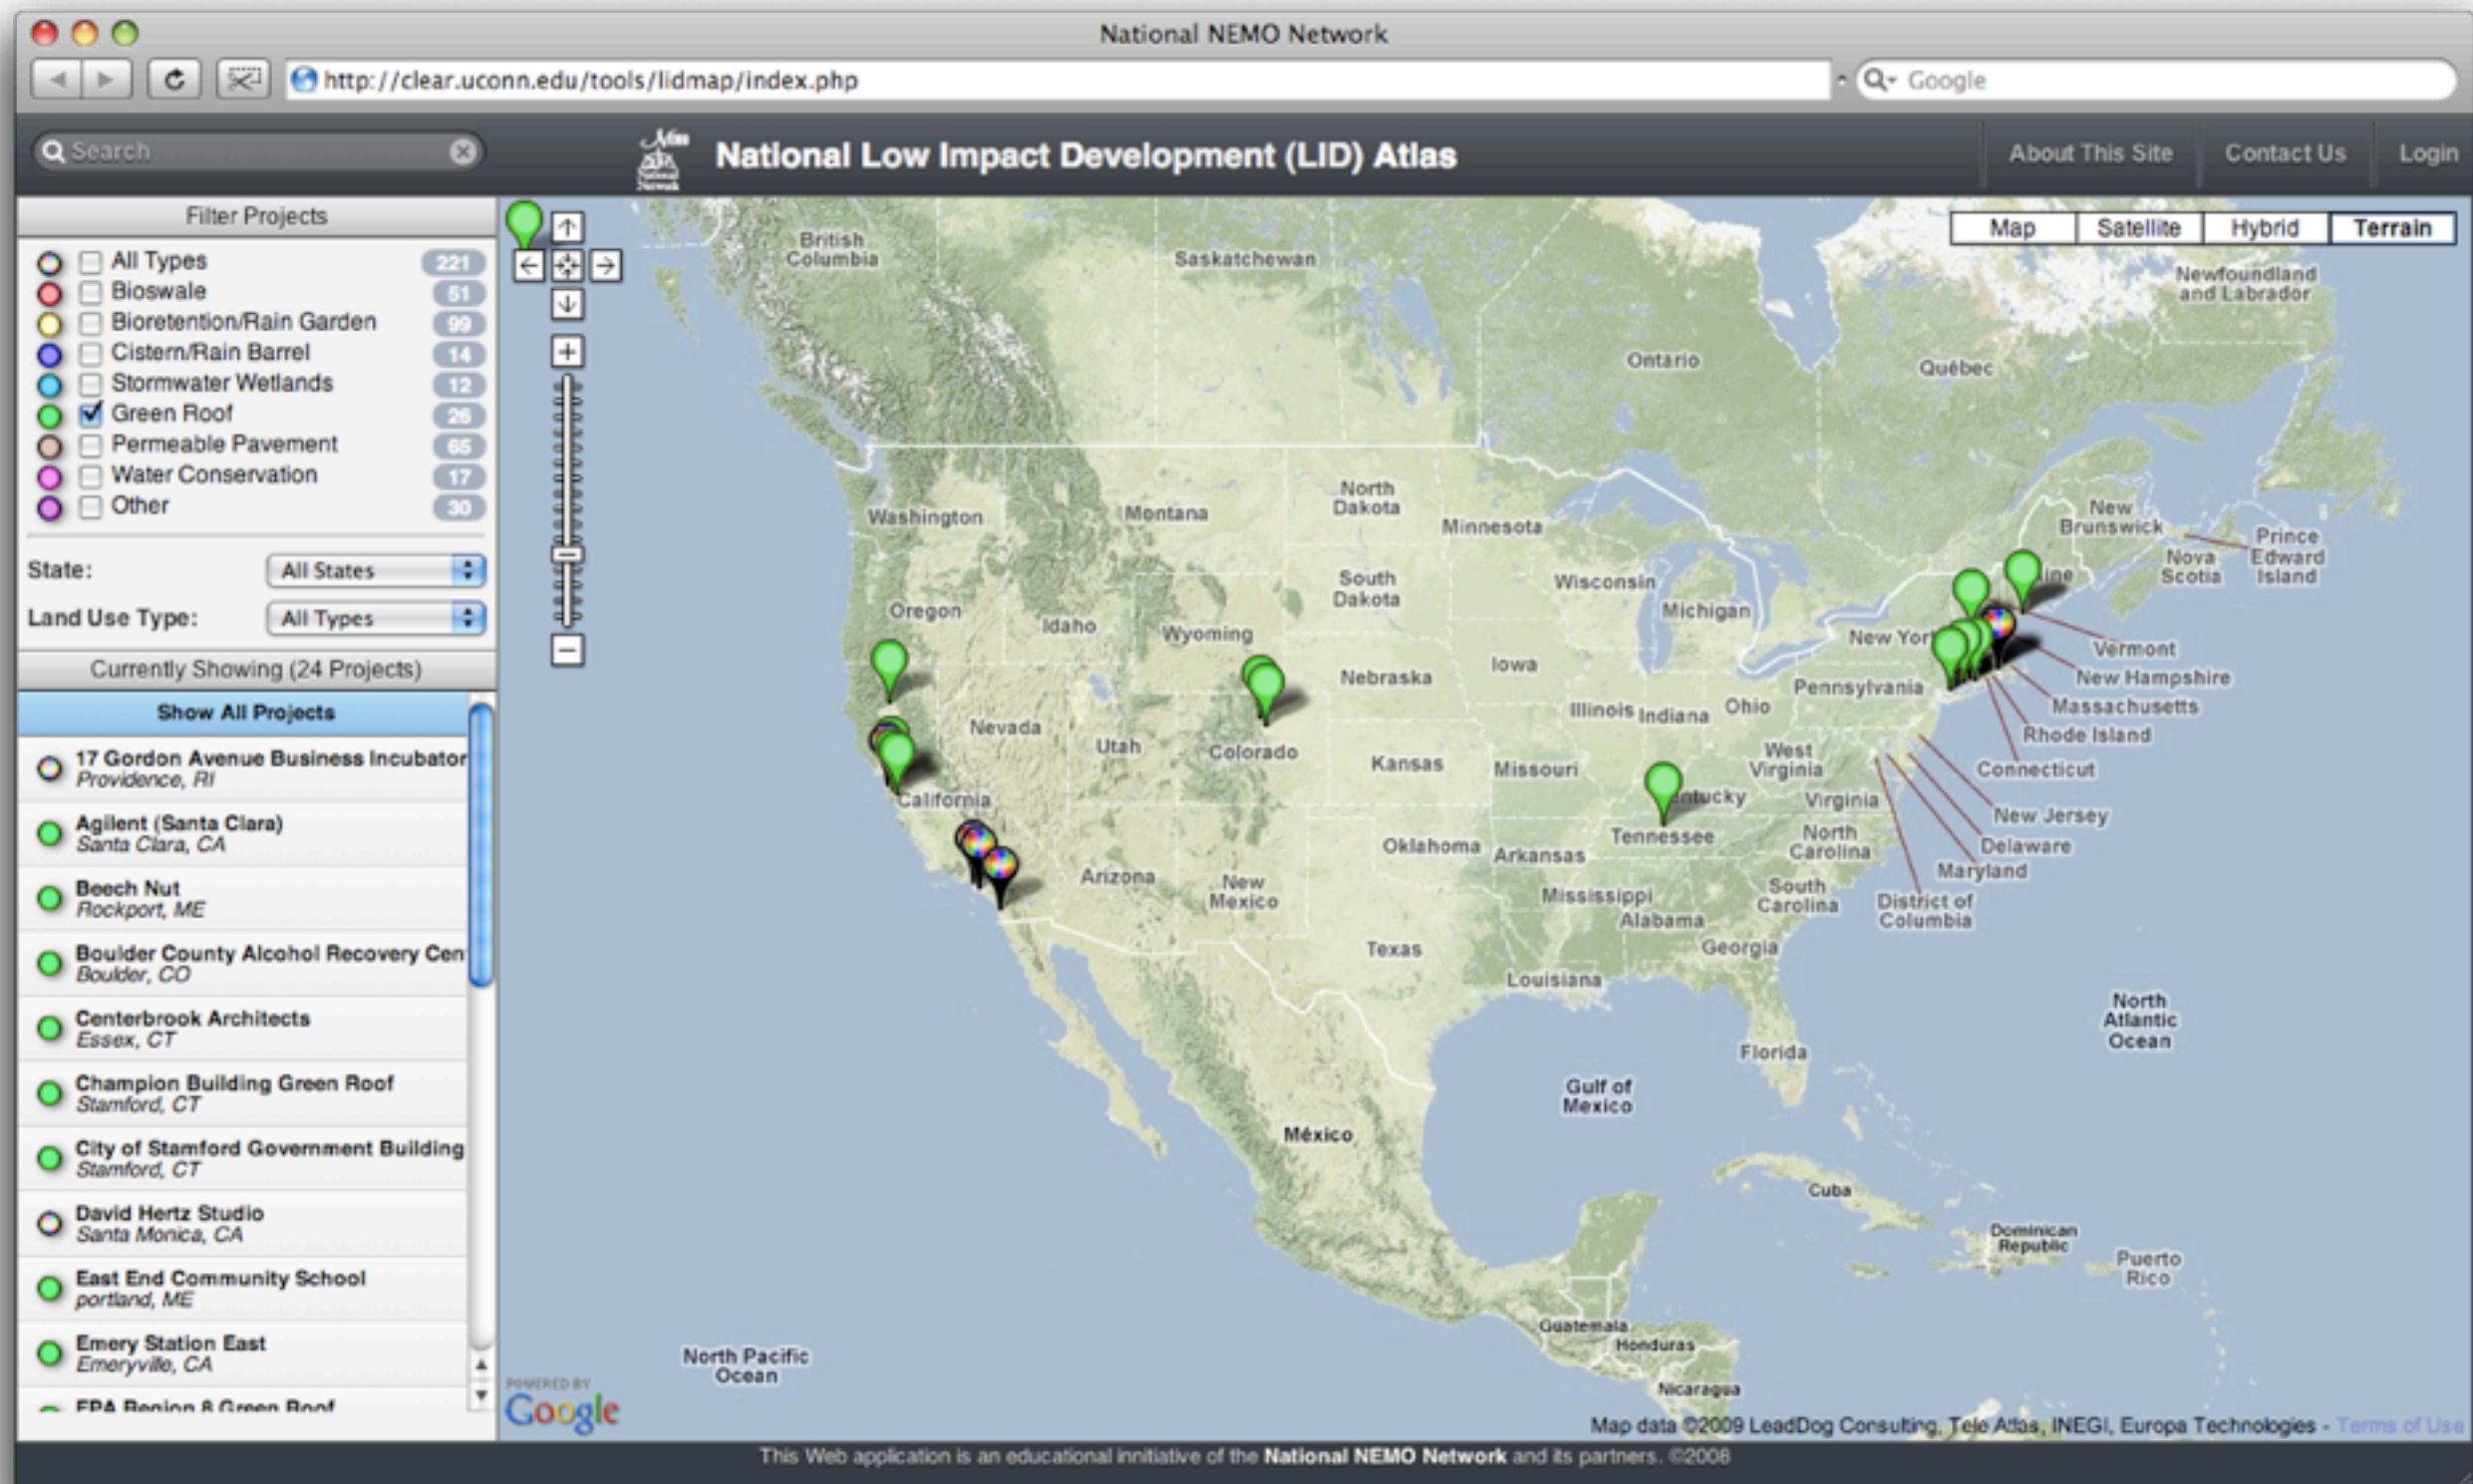 National NEMO Network
http://clear.uconn.edu/tools/lidmap/index.php
Google
Search
National Low Impact Development (LID) Atlas
About This Site
Contact Us
Login
Filter Projects
All Types 221
Bioswale 51
Bioretention/Rain Garden 99
Cistern/Rain Barrel 14
Stormwater Wetlands 12
Green Roof 26
Permeable Pavement 65
Water Conservation 17
Other 30
State: All States
Land Use Type: All Types
Currently Showing (24 Projects)
Show All Projects
17 Gordon Avenue Business Incubator
Providence, RI
Agilent (Santa Clara)
Santa Clara, CA
Beech Nut
Rockport, ME
Boulder County Alcohol Recovery Cen
Boulder, CO
Centerbrook Architects
Essex, CT
Champion Building Green Roof
Stamford, CT
City of Stamford Government Building
Stamford, CT
David Hertz Studio
Santa Monica, CA
East End Community School
portland, ME
Emery Station East
Emeryville, CA
EPA Region 8 Green Roof
Map
Satellite
Hybrid
Terrain
British
Columbia
Saskatchewan
Newfoundland
and Labrador
Ontario
Québec
Washington
Montana
North
Dakota
Minnesota
New
Brunswick
Prince
Edward
Island
Nova
Scotia
Oregon
Idaho
Wyoming
South
Dakota
Wisconsin
Michigan
ine
New Yor
Vermont
New Hampshire
Massachusetts
Rhode Island
Connecticut
New Jersey
Delaware
Maryland
District of
Columbia
Nebraska
Iowa
Pennsylvania
Illinois
Indiana
Ohio
Nevada
Utah
Colorado
Kansas
Missouri
West
Virginia
Virginia
entucky
California
Tennessee
North
Carolina
Oklahoma
Arkansas
Arizona
New
Mexico
Mississippi
Alabama
South
Carolina
Georgia
Texas
Louisiana
Florida
North
Atlantic
Ocean
Gulf of
Mexico
México
Cuba
Dominican
Republic
Puerto
Rico
Guatemala
Honduras
Nicaragua
North Pacific
Ocean
POWERED BY
Google
Map data ©2009 LeadDog Consulting, Tele Atlas, INEGI, Europa Technologies - Terms of Use
This Web application is an educational innitiative of the National NEMO Network and its partners. ©2008